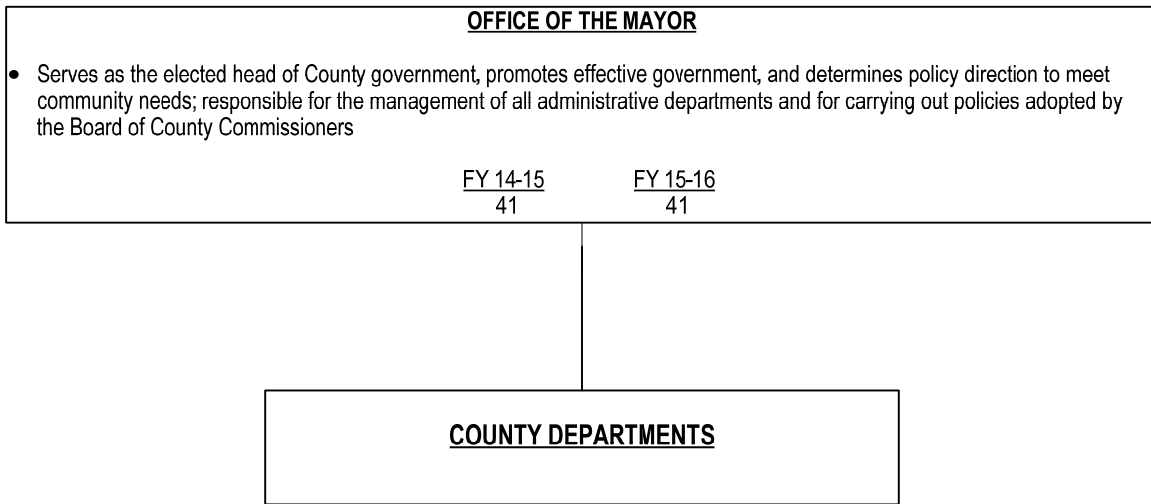 OFFICE OF THE MAYOR
• Serves as the elected head of County government, promotes effective government, and determines policy direction to meet
community needs; responsible for the management of all administrative departments and for carrying out policies adopted by
the Board of County Commissioners
FY 14-15 FY 15-16
41 41
COUNTY DEPARTMENTS